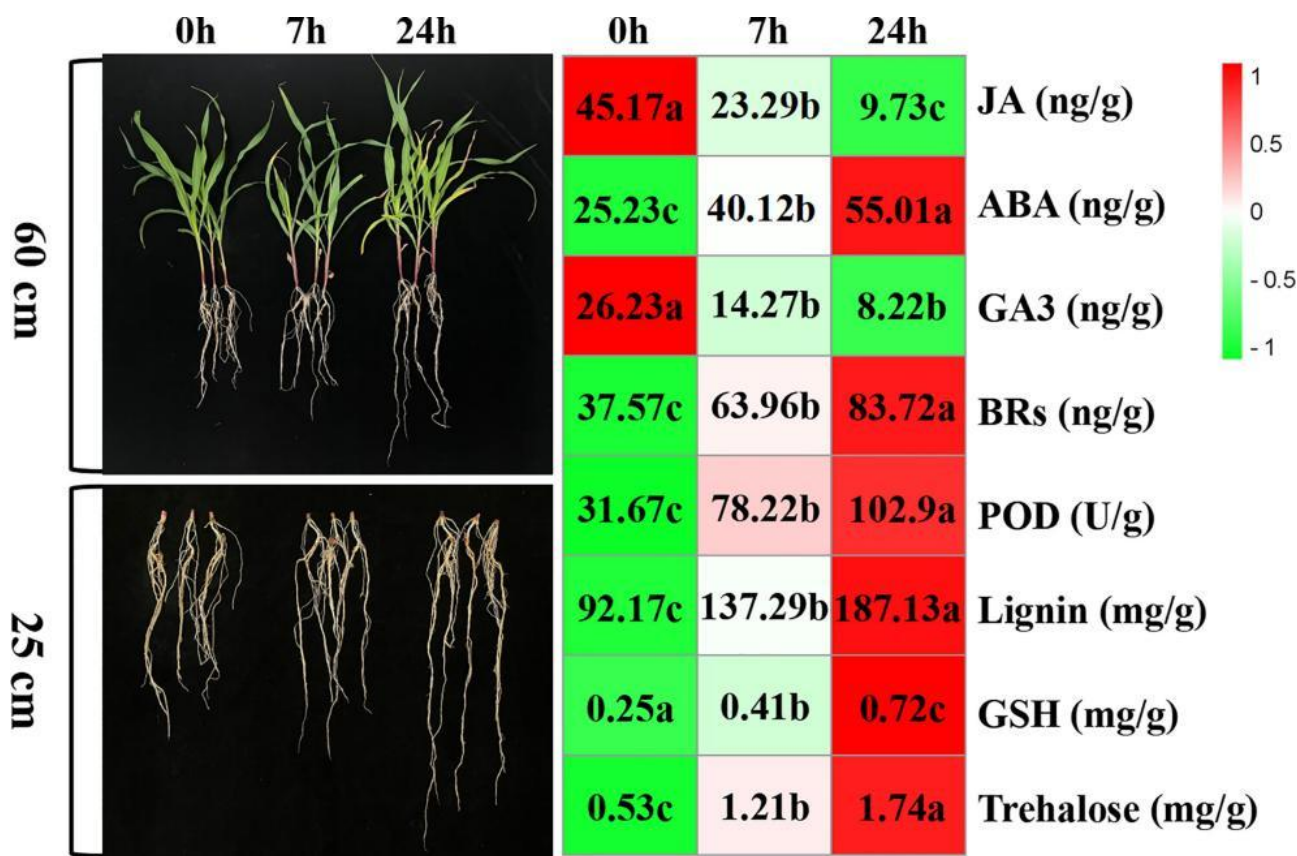 0h 7h 24h
60 cm
25 cm
0h 7h 24h
45.17a 23.29b 9.73c JA (ng/g)
25.23c 40.12b 55.01a ABA (ng/g)
26.23a 14.27b 8.22b GA3 (ng/g)
37.57c 63.96b 83.72a BRs (ng/g)
31.67c 78.22b 102.9a POD (U/g)
92.17c 137.29b 187.13a Lignin (mg/g)
0.25a 0.41b 0.72c GSH (mg/g)
0.53c 1.21b 1.74a Trehalose (mg/g)
1
0.5
0
- 0.5
- 1